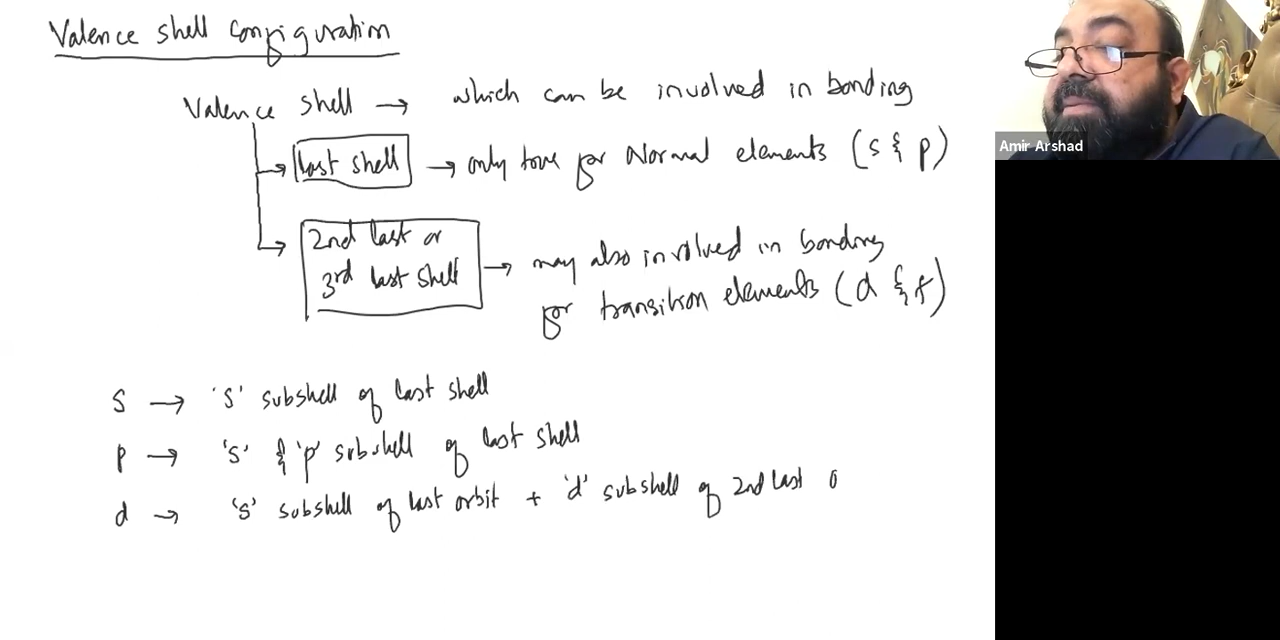 Valence shell configuration
Valence shell → which can be involved in bonding
last shell → only true for Normal elements (s & p)
2nd last or
3rd last shell → may also involved in bonding
for transition elements (d & f)
S → 's' subshell of last shell
p → 's' & 'p' subshell of last shell
d → 's' subshell of last orbit + 'd' subshell of 2nd last o
Amir Arshad